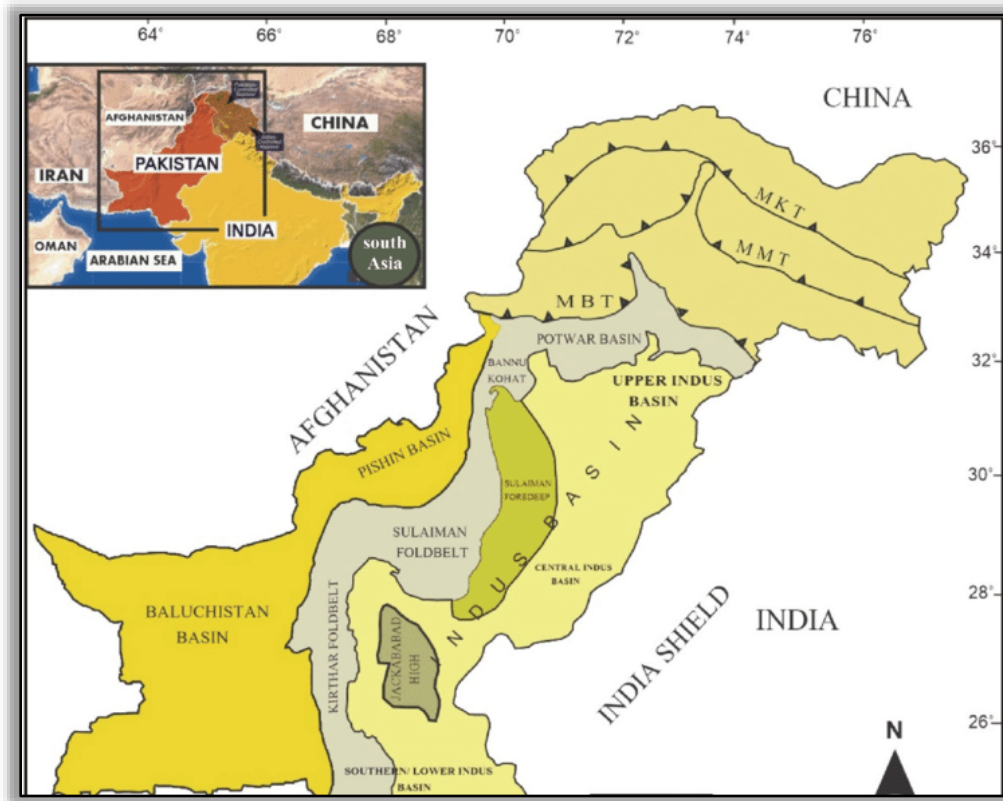 64° 66° 68° 70° 72° 74° 76°
AFGHANISTAN
CHINA
PAKISTAN
IRAN
INDIA
OMAN
ARABIAN SEA
south
Asia
CHINA
36°
34°
32°
30°
28°
26°
MKT
MMT
MBT
POTWAR BASIN
BANNU
KOHAT
UPPER INDUS
BASIN
AFGHANISTAN
PISHIN BASIN
SULAIMAN
FOREDEEP
INDUS BASIN
SULAIMAN
FOLDBELT
CENTRAL INDUS
BASIN
BALUCHISTAN
BASIN
KIRTHAR FOLDBELT
JACKABABAD
HIGH
INDIA SHIELD
INDIA
SOUTHERN/ LOWER INDUS
BASIN
N